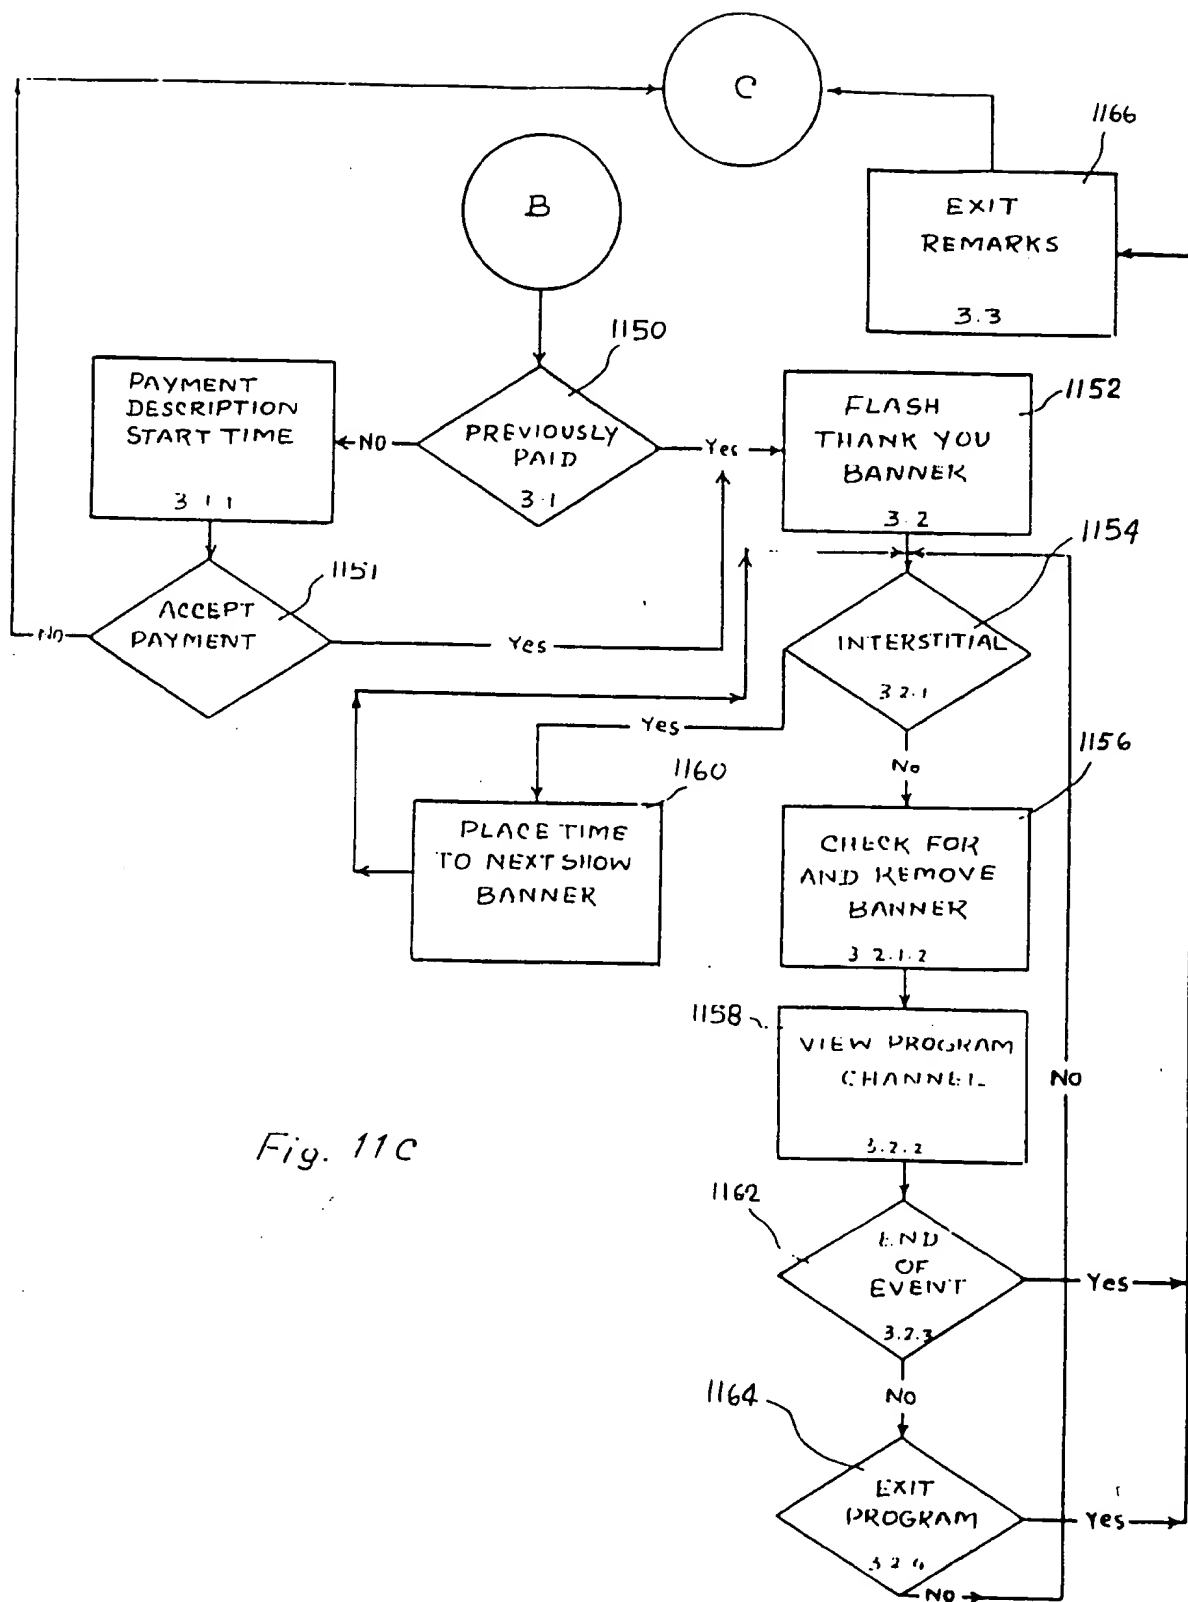 C
1166
EXIT
REMARKS
3.3
B
1150
PREVIOUSLY
PAID
3.1
NO
Yes
PAYMENT
DESCRIPTION
START TIME
3.1.1
1152
FLASH
THANK YOU
BANNER
3.2
1151
ACCEPT
PAYMENT
No
Yes
1154
INTERSTITIAL
3.2.1
Yes
No
1160
PLACE TIME
TO NEXT SHOW
BANNER
1156
CHECK FOR
AND REMOVE
BANNER
3.2.1.2
1158
VIEW PROGRAM
CHANNEL
3.2.2
NO
Fig. 11C
1162
END
OF
EVENT
3.2.3
Yes
No
1164
EXIT
PROGRAM
3.2.4
Yes
No